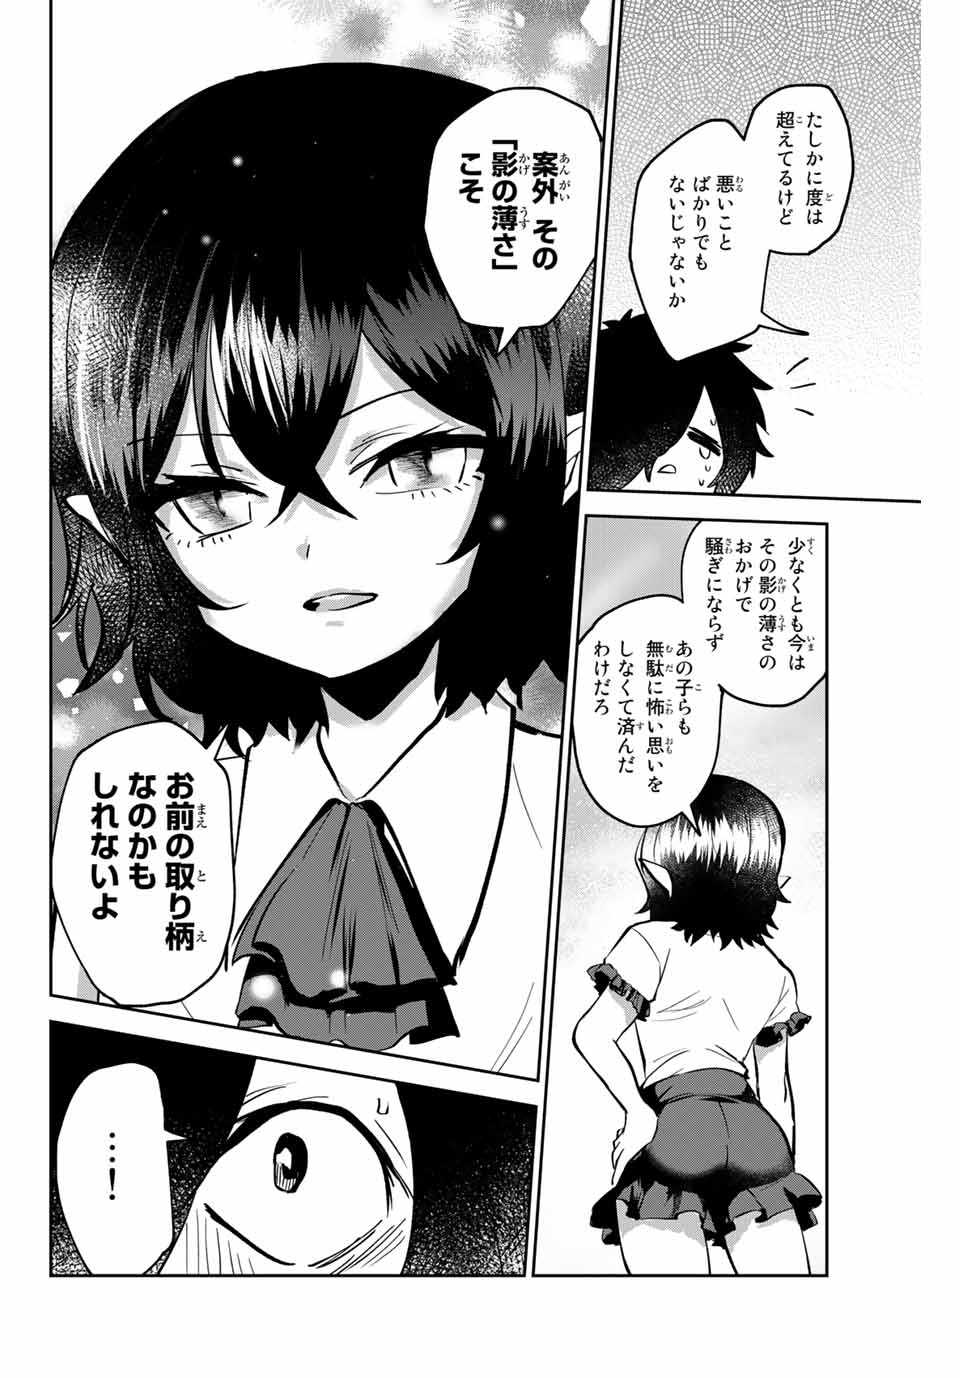 たしかに度は
超えてるけど
悪いこと
ばかりでも
ないじゃないか
少なくとも今は
その影の薄さの
おかげで
騒ぎにならず
あの子らも
無駄に怖い思いを
しなくて済んだ
わけだろ
案外 その
「影の薄さ」
こそ
お前の取り柄
なのかも
しれないよ
…！